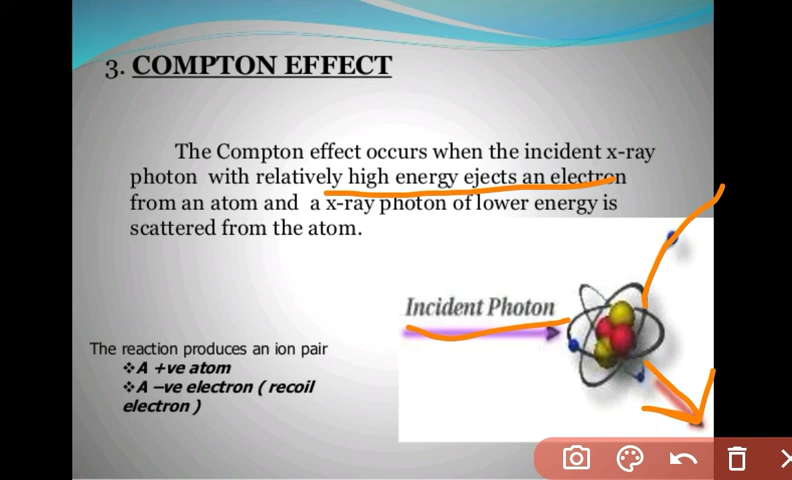 3. COMPTON EFFECT
The Compton effect occurs when the incident x-ray
photon with relatively high energy ejects an electron
from an atom and a x-ray photon of lower energy is
scattered from the atom.
Incident Photon
The reaction produces an ion pair
❖A +ve atom
❖A –ve electron ( recoil
electron )